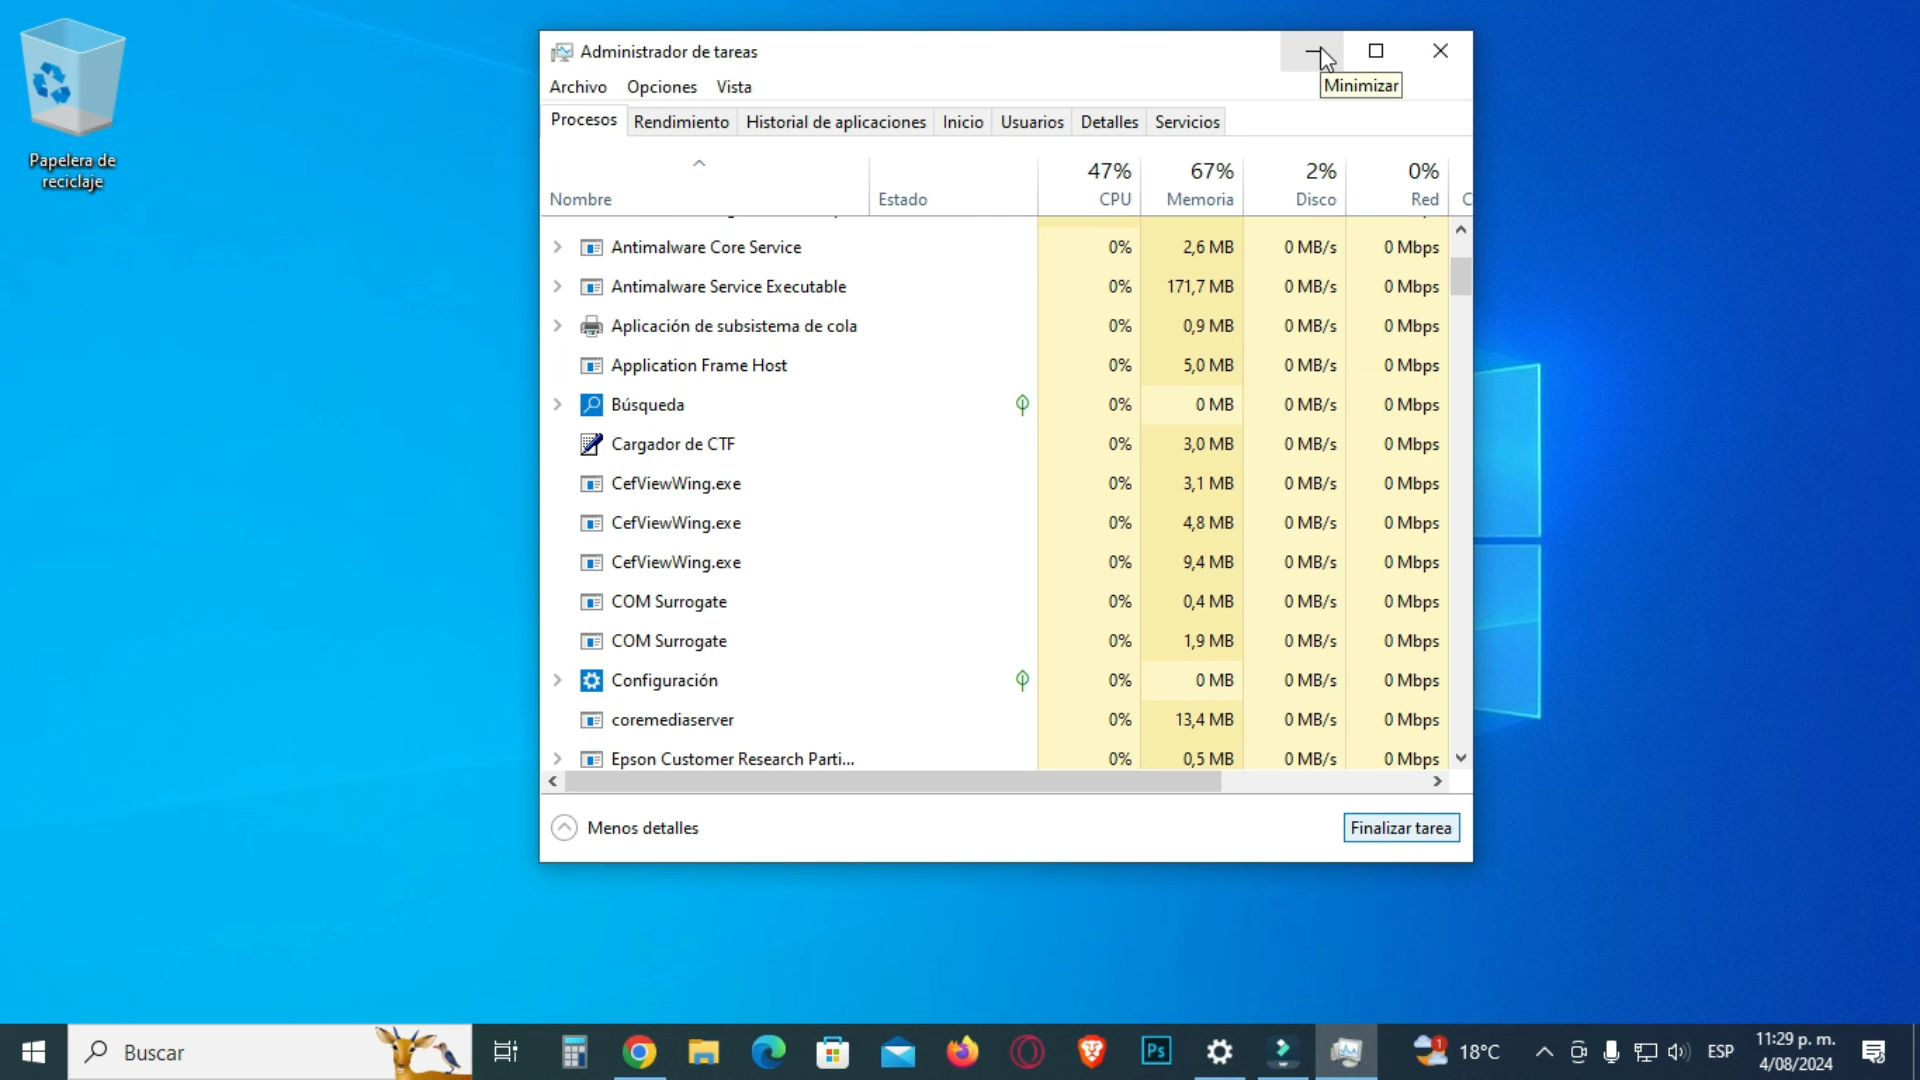 Papelera de
reciclaje
Administrador de tareas
Minimizar
Archivo Opciones Vista
Procesos Rendimiento Historial de aplicaciones Inicio Usuarios Detalles Servicios
47% 67% 2% 0%
Nombre Estado CPU Memoria Disco Red C
Antimalware Core Service 0% 2,6 MB 0 MB/s 0 Mbps
Antimalware Service Executable 0% 171,7 MB 0 MB/s 0 Mbps
Aplicación de subsistema de cola 0% 0,9 MB 0 MB/s 0 Mbps
Application Frame Host 0% 5,0 MB 0 MB/s 0 Mbps
Búsqueda 0% 0 MB 0 MB/s 0 Mbps
Cargador de CTF 0% 3,0 MB 0 MB/s 0 Mbps
CefViewWing.exe 0% 3,1 MB 0 MB/s 0 Mbps
CefViewWing.exe 0% 4,8 MB 0 MB/s 0 Mbps
CefViewWing.exe 0% 9,4 MB 0 MB/s 0 Mbps
COM Surrogate 0% 0,4 MB 0 MB/s 0 Mbps
COM Surrogate 0% 1,9 MB 0 MB/s 0 Mbps
Configuración 0% 0 MB 0 MB/s 0 Mbps
coremediaserver 0% 13,4 MB 0 MB/s 0 Mbps
Epson Customer Research Parti... 0% 0,5 MB 0 MB/s 0 Mbps
Menos detalles Finalizar tarea
Buscar Ps 1 18°C ESP 11:29 p. m.
4/08/2024